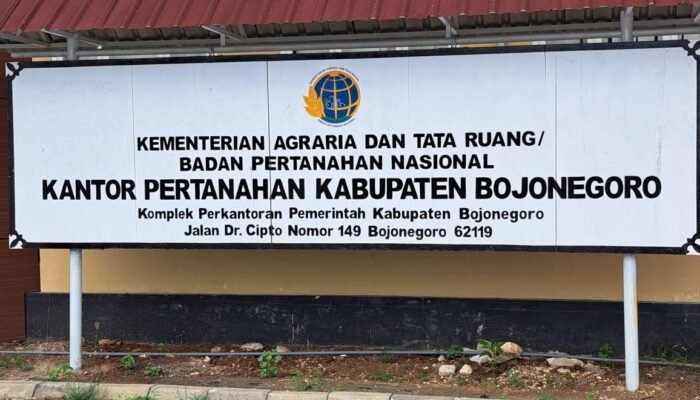 KEMENTERIAN AGRARIA DAN TATA RUANG/
BADAN PERTANAHAN NASIONAL
KANTOR PERTANAHAN KABUPATEN BOJONEGORO
Komplek Perkantoran Pemerintah Kabupaten Bojonegoro
Jalan Dr. Cipto Nomor 149 Bojonegoro 62119